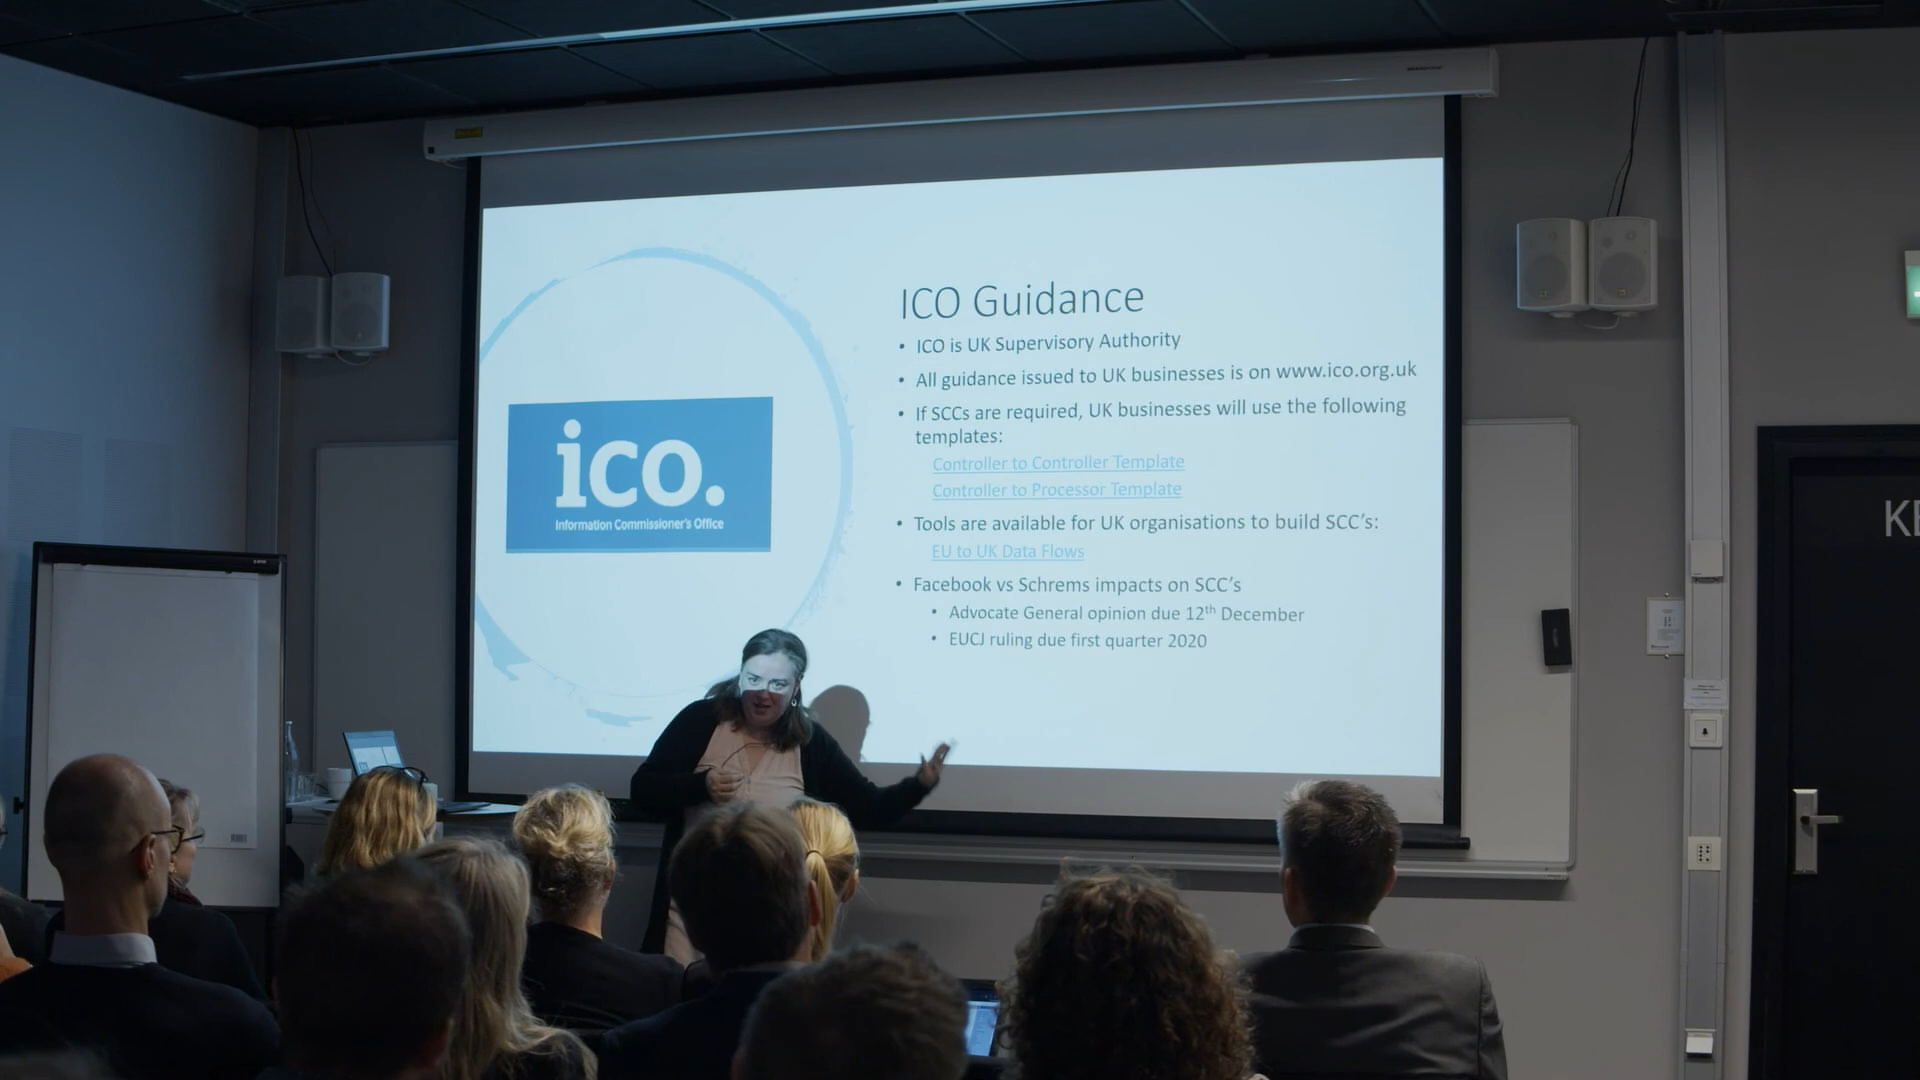 ico.
Information Commissioner's Office
ICO Guidance
• ICO is UK Supervisory Authority
• All guidance issued to UK businesses is on www.ico.org.uk
• If SCCs are required, UK businesses will use the following
templates:
Controller to Controller Template
Controller to Processor Template
• Tools are available for UK organisations to build SCC's:
EU to UK Data Flows
• Facebook vs Schrems impacts on SCC's
• Advocate General opinion due 12th December
• EUCJ ruling due first quarter 2020